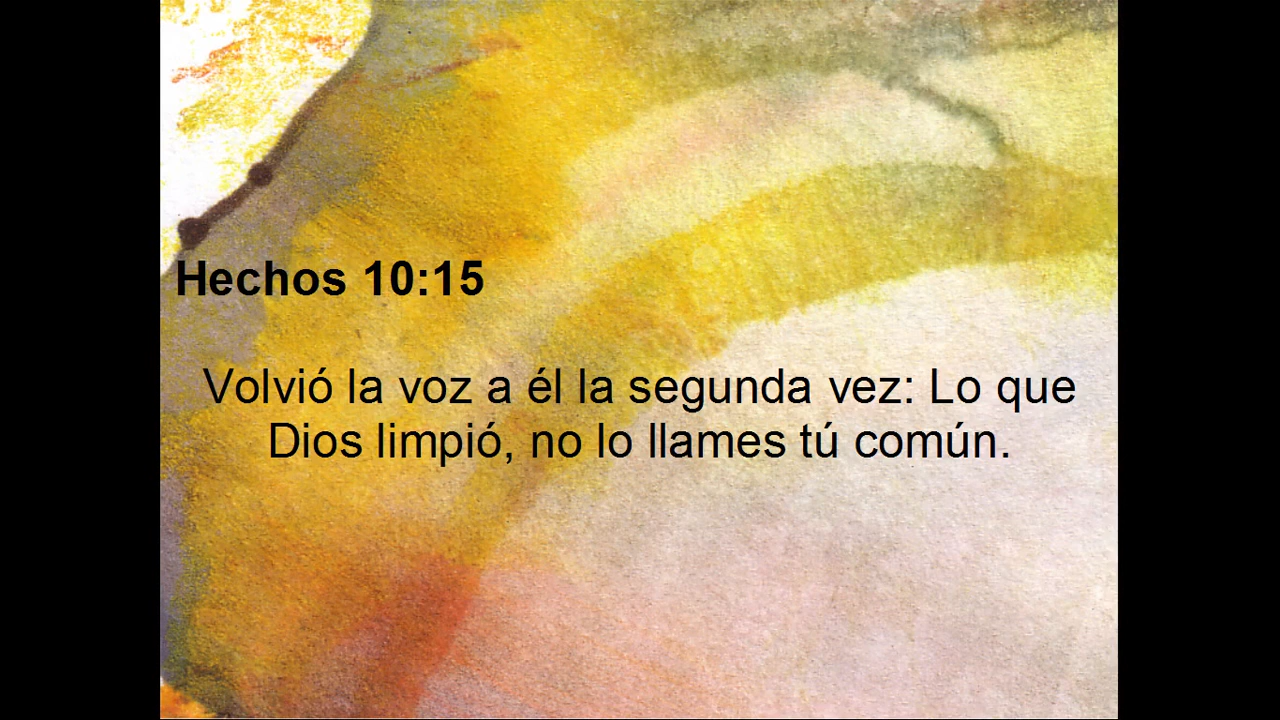 Hechos 10:15
Volvió la voz a él la segunda vez: Lo que
Dios limpió, no lo llames tú común.